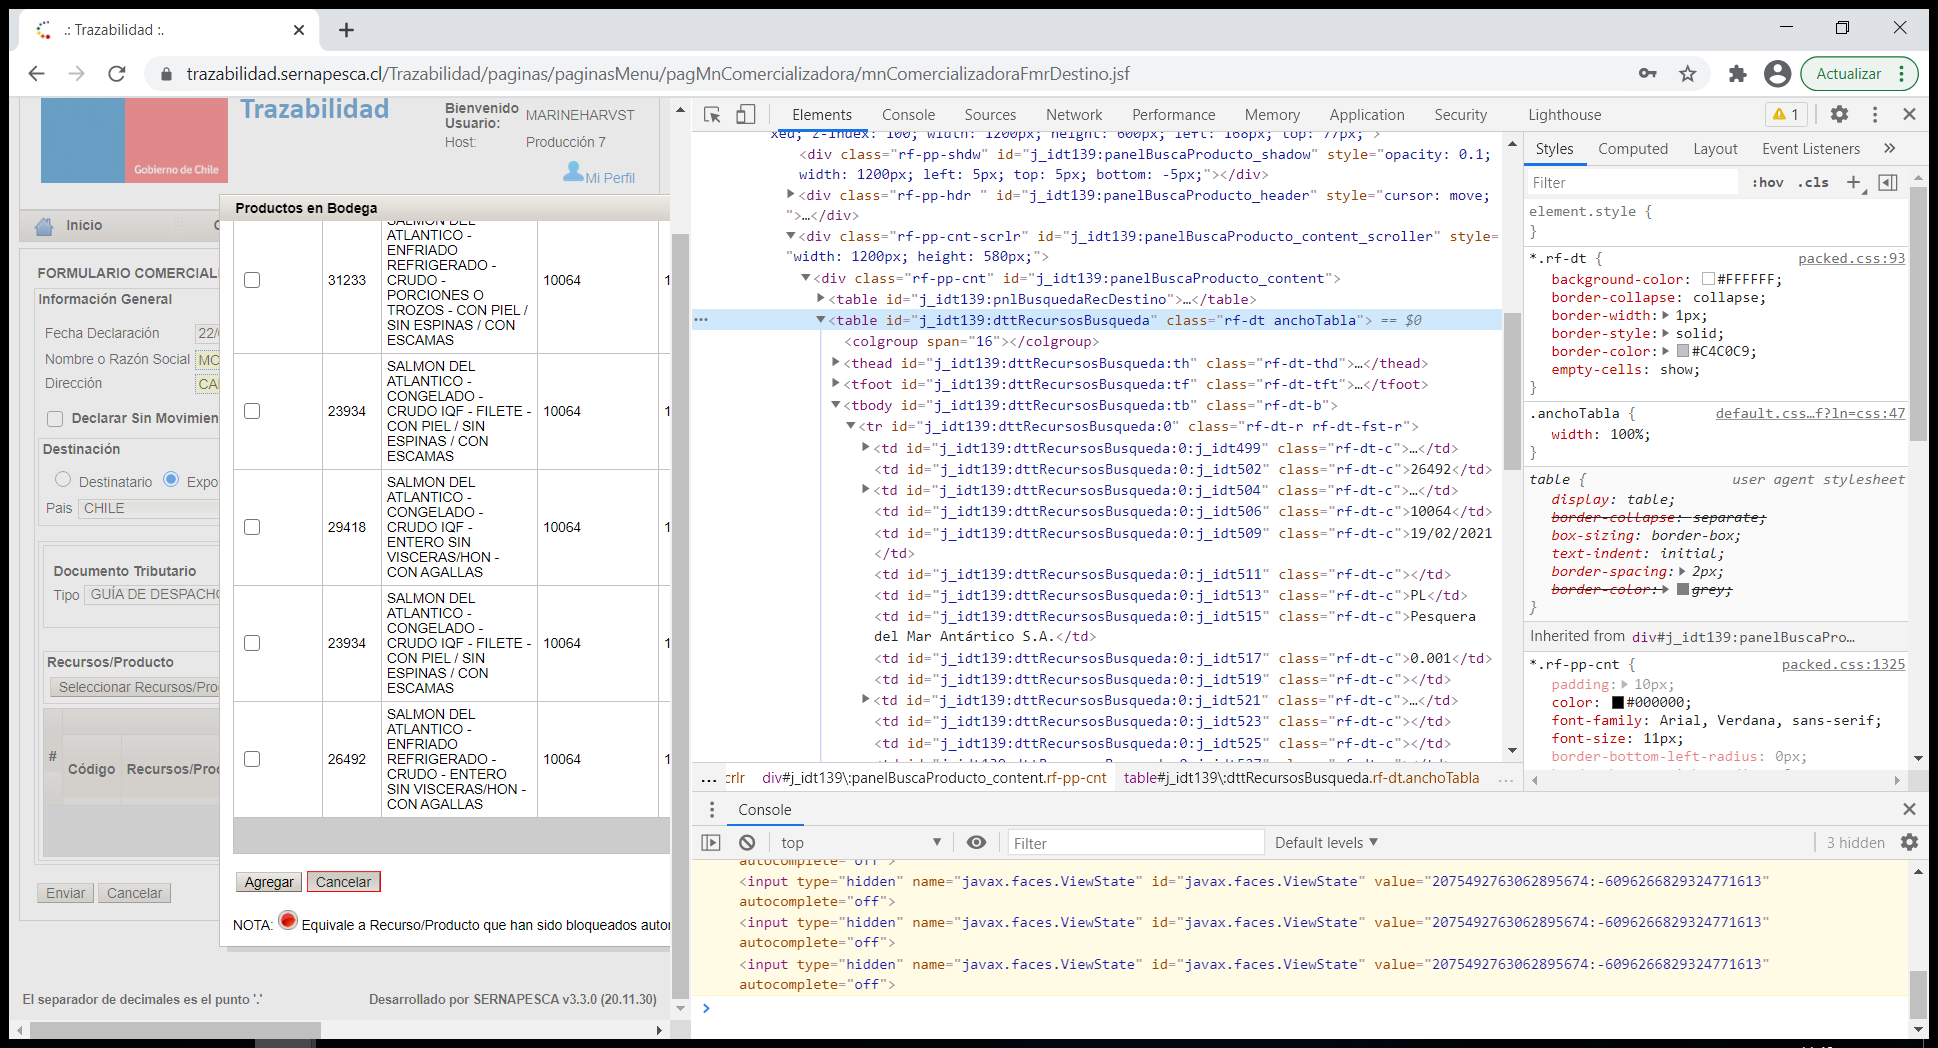 .: Trazabilidad :.
trazabilidad.sernapesca.cl/Trazabilidad/paginas/paginasMenu/pagMnComercializadora/mnComercializadoraFmrDestino.jsf
Actualizar
Gobierno de Chile
Trazabilidad
Bienvenido MARINEHARVST
Usuario:
Host: Producción 7
Mi Perfil
Inicio
FORMULARIO COMERCIALI
Información General
Fecha Declaración 22/
Nombre o Razón Social MO
Dirección CA
Declarar Sin Movimien
Destinación
Destinatario Expo
Pais CHILE
Documento Tributario
Tipo GUÍA DE DESPACHO
Recursos/Producto
Seleccionar Recursos/Pro
# Código Recursos/Pro
Enviar Cancelar
El separador de decimales es el punto '.'
Desarrollado por SERNAPESCA v3.3.0 (20.11.30)
Productos en Bodega
31233
SALMON DEL
ATLANTICO -
ENFRIADO
REFRIGERADO -
CRUDO -
PORCIONES O
TROZOS - CON PIEL /
SIN ESPINAS / CON
ESCAMAS
10064
1
23934
SALMON DEL
ATLANTICO -
CONGELADO -
CRUDO IQF - FILETE -
CON PIEL / SIN
ESPINAS / CON
ESCAMAS
10064
1
29418
SALMON DEL
ATLANTICO -
CONGELADO -
CRUDO IQF -
ENTERO SIN
VISCERAS/HON -
CON AGALLAS
10064
1
23934
SALMON DEL
ATLANTICO -
CONGELADO -
CRUDO IQF - FILETE -
CON PIEL / SIN
ESPINAS / CON
ESCAMAS
10064
1
26492
SALMON DEL
ATLANTICO -
ENFRIADO
REFRIGERADO -
CRUDO - ENTERO
SIN VISCERAS/HON -
CON AGALLAS
10064
1
Agregar Cancelar
NOTA: Equivale a Recurso/Producto que han sido bloqueados autor
Elements Console Sources Network Performance Memory Application Security Lighthouse 1
xed; z-index: 100; width: 1200px; height: 600px; left: 168px; top: 77px; >
<div class="rf-pp-shdw" id="j_idt139:panelBuscaProducto_shadow" style="opacity: 0.1;
width: 1200px; left: 5px; top: 5px; bottom: -5px;"></div>
<div class="rf-pp-hdr " id="j_idt139:panelBuscaProducto_header" style="cursor: move;
">…</div>
<div class="rf-pp-cnt-scrlr" id="j_idt139:panelBuscaProducto_content_scroller" style=
"width: 1200px; height: 580px;">
<div class="rf-pp-cnt" id="j_idt139:panelBuscaProducto_content">
<table id="j_idt139:pnlBusquedaRecDestino">…</table>
<table id="j_idt139:dttRecursosBusqueda" class="rf-dt anchoTabla"> == $0
<colgroup span="16"></colgroup>
<thead id="j_idt139:dttRecursosBusqueda:th" class="rf-dt-thd">…</thead>
<tfoot id="j_idt139:dttRecursosBusqueda:tf" class="rf-dt-tft">…</tfoot>
<tbody id="j_idt139:dttRecursosBusqueda:tb" class="rf-dt-b">
<tr id="j_idt139:dttRecursosBusqueda:0" class="rf-dt-r rf-dt-fst-r">
<td id="j_idt139:dttRecursosBusqueda:0:j_idt499" class="rf-dt-c">…</td>
<td id="j_idt139:dttRecursosBusqueda:0:j_idt502" class="rf-dt-c">26492</td>
<td id="j_idt139:dttRecursosBusqueda:0:j_idt504" class="rf-dt-c">…</td>
<td id="j_idt139:dttRecursosBusqueda:0:j_idt506" class="rf-dt-c">10064</td>
<td id="j_idt139:dttRecursosBusqueda:0:j_idt509" class="rf-dt-c">19/02/2021
</td>
<td id="j_idt139:dttRecursosBusqueda:0:j_idt511" class="rf-dt-c"></td>
<td id="j_idt139:dttRecursosBusqueda:0:j_idt513" class="rf-dt-c">PL</td>
<td id="j_idt139:dttRecursosBusqueda:0:j_idt515" class="rf-dt-c">Pesquera
del Mar Antártico S.A.</td>
<td id="j_idt139:dttRecursosBusqueda:0:j_idt517" class="rf-dt-c">0.001</td>
<td id="j_idt139:dttRecursosBusqueda:0:j_idt519" class="rf-dt-c"></td>
<td id="j_idt139:dttRecursosBusqueda:0:j_idt521" class="rf-dt-c">…</td>
<td id="j_idt139:dttRecursosBusqueda:0:j_idt523" class="rf-dt-c"></td>
<td id="j_idt139:dttRecursosBusqueda:0:j_idt525" class="rf-dt-c"></td>
... crlr div#j_idt139\:panelBuscaProducto_content.rf-pp-cnt table#j_idt139\:dttRecursosBusqueda.rf-dt.anchoTabla ...
Styles Computed Layout Event Listeners »
Filter :hov .cls +
element.style {
}
*.rf-dt { packed.css:93
background-color: #FFFFFF;
border-collapse: collapse;
border-width: 1px;
border-style: solid;
border-color: #C4C0C9;
empty-cells: show;
}
.anchoTabla { default.css…f?ln=css:47
width: 100%;
}
table { user agent stylesheet
display: table;
border-collapse: separate;
box-sizing: border-box;
text-indent: initial;
border-spacing: 2px;
border-color: grey;
}
Inherited from div#j_idt139:panelBuscaPro…
*.rf-pp-cnt { packed.css:1325
padding: 10px;
color: #000000;
font-family: Arial, Verdana, sans-serif;
font-size: 11px;
border-bottom-left-radius: 0px;
Console
top Filter Default levels 3 hidden
autocomplete="off">
<input type="hidden" name="javax.faces.ViewState" id="javax.faces.ViewState" value="2075492763062895674:-6096266829324771613"
autocomplete="off">
<input type="hidden" name="javax.faces.ViewState" id="javax.faces.ViewState" value="2075492763062895674:-6096266829324771613"
autocomplete="off">
<input type="hidden" name="javax.faces.ViewState" id="javax.faces.ViewState" value="2075492763062895674:-6096266829324771613"
autocomplete="off">